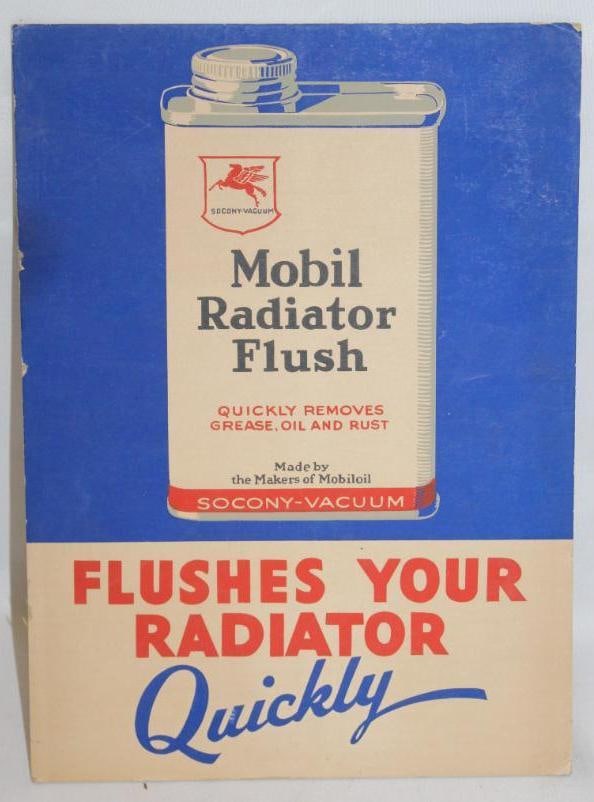 SOCONY-VACUUM
Mobil
Radiator
Flush
QUICKLY REMOVES
GREASE, OIL AND RUST
Made by
the Makers of Mobiloil
SOCONY-VACUUM
FLUSHES YOUR
RADIATOR
Quickly